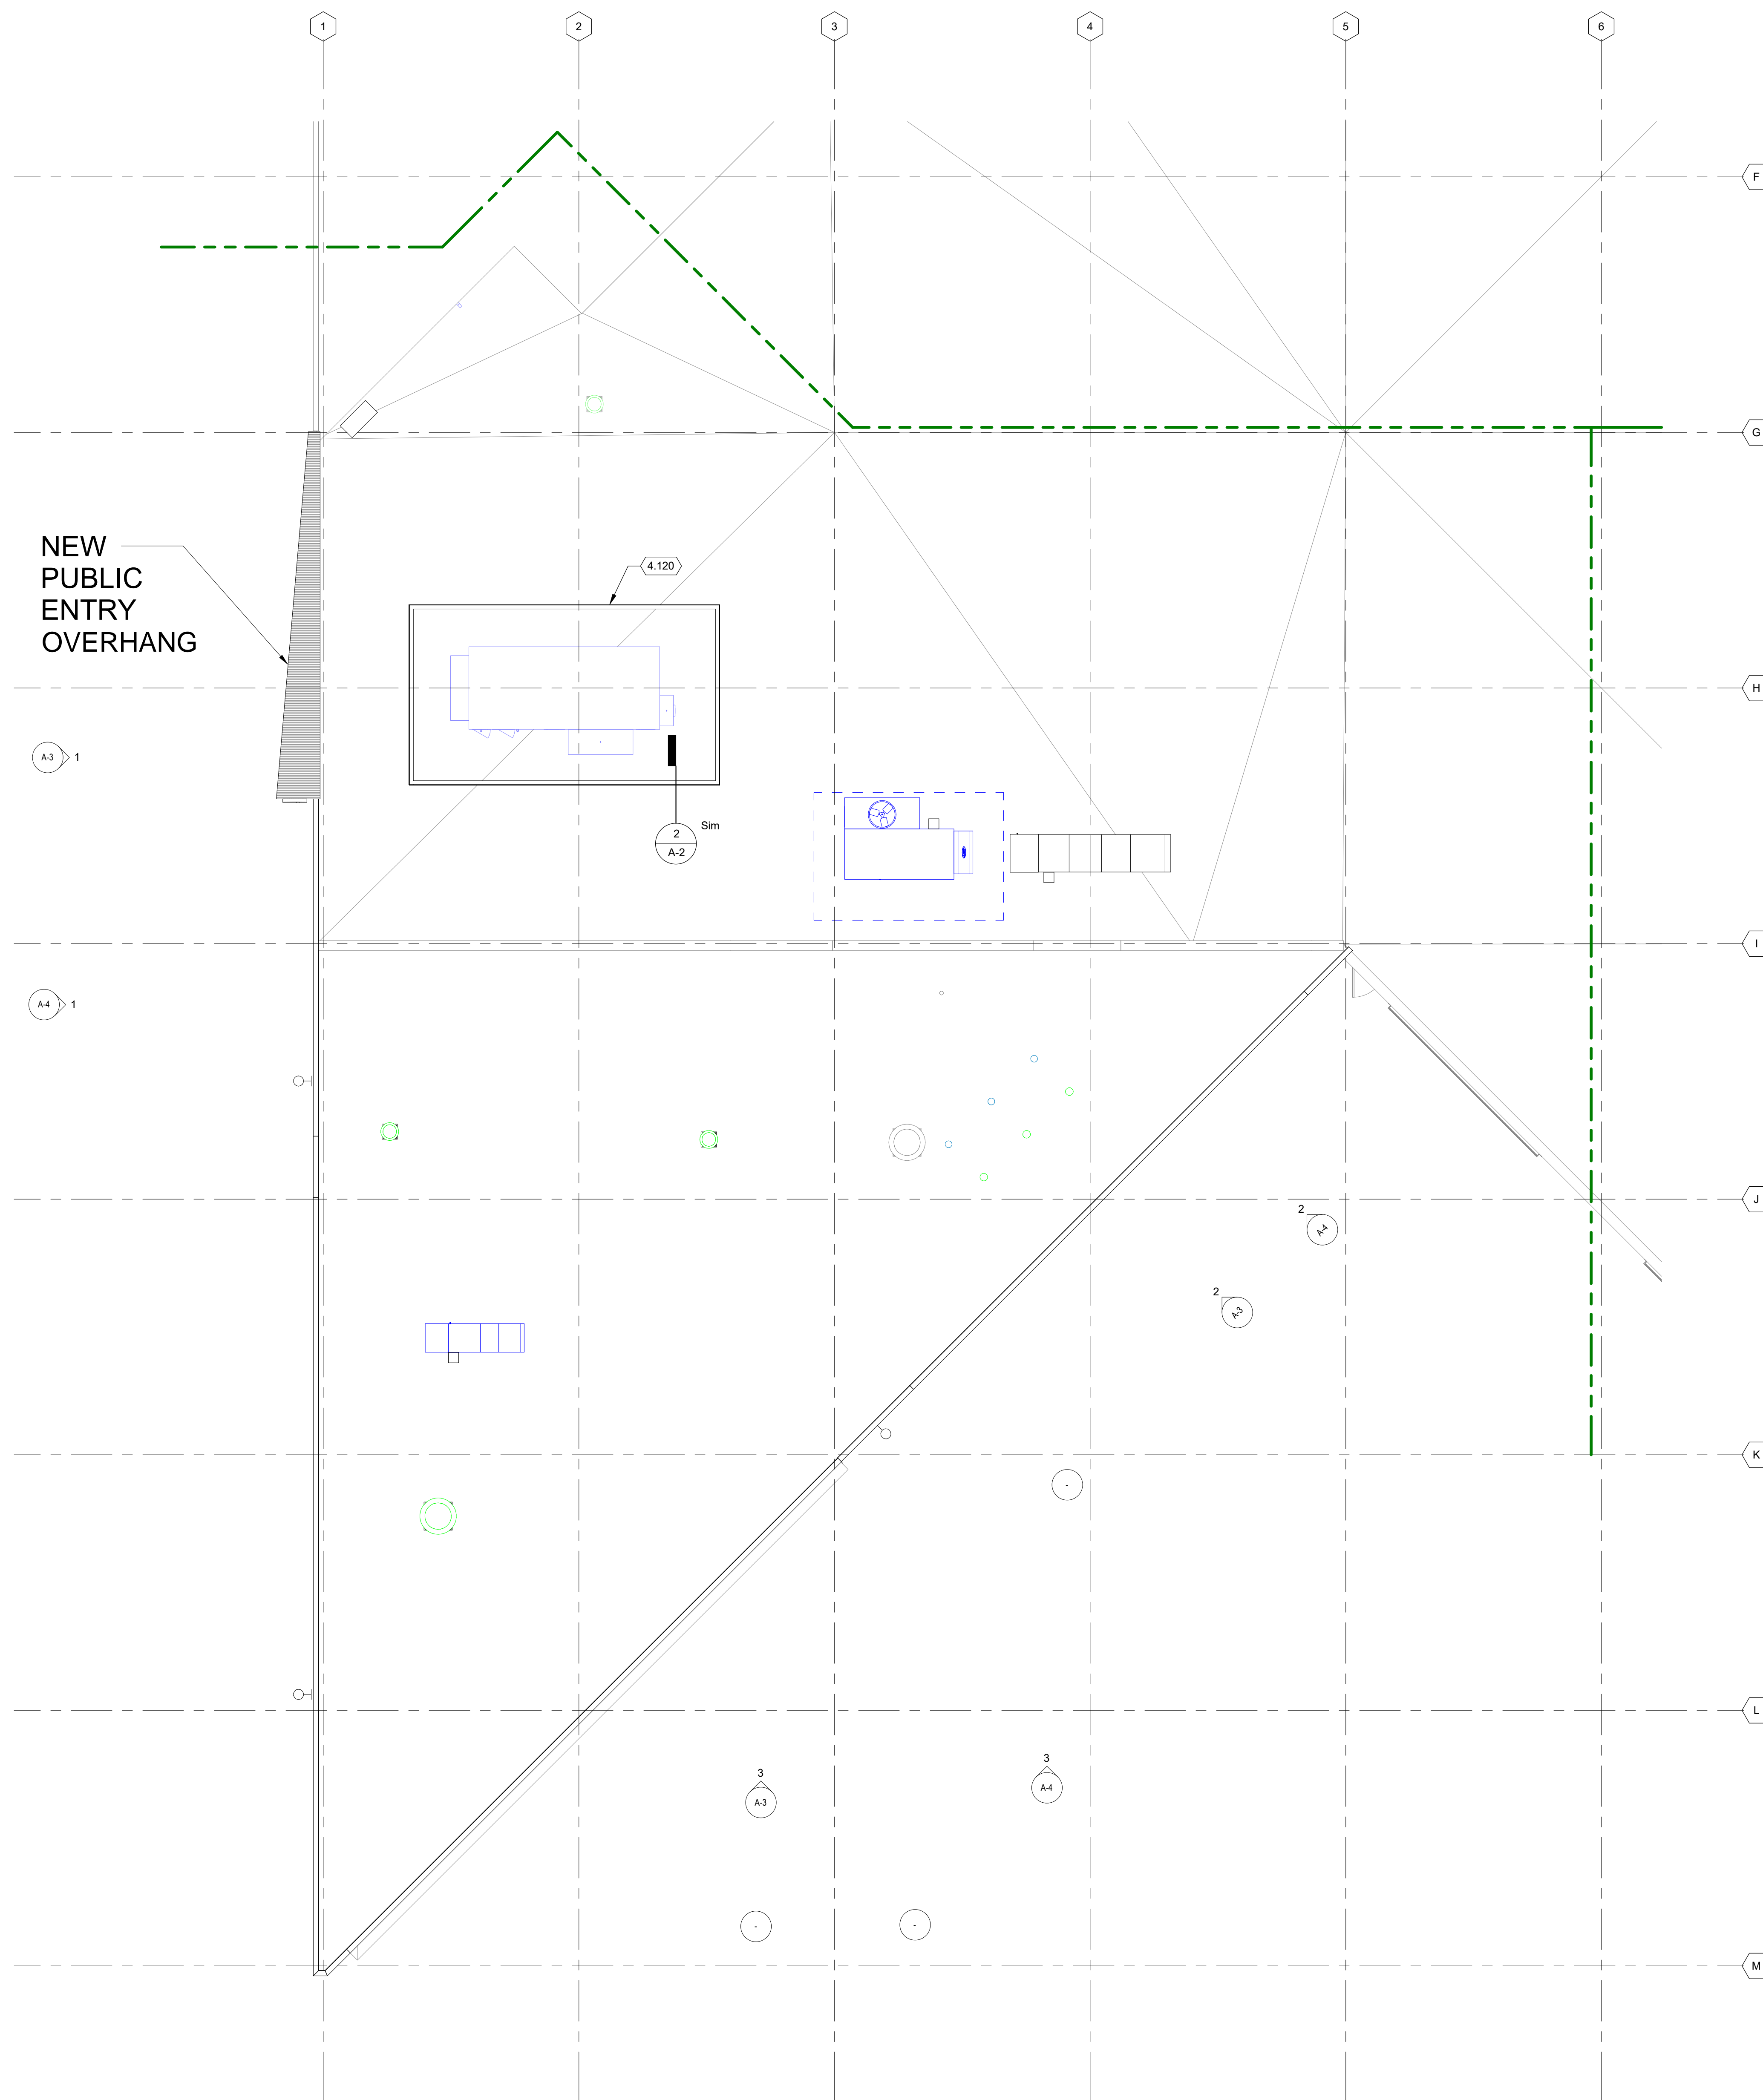 1 2 3 4 5 6
F
G
NEW
PUBLIC
ENTRY
OVERHANG
4.120
H
A-3 1
Sim
2
A-2
I
A-4 1
J
2
A-4
2
A-3
K
-
L
3
A-4
3
A-3
-
-
M